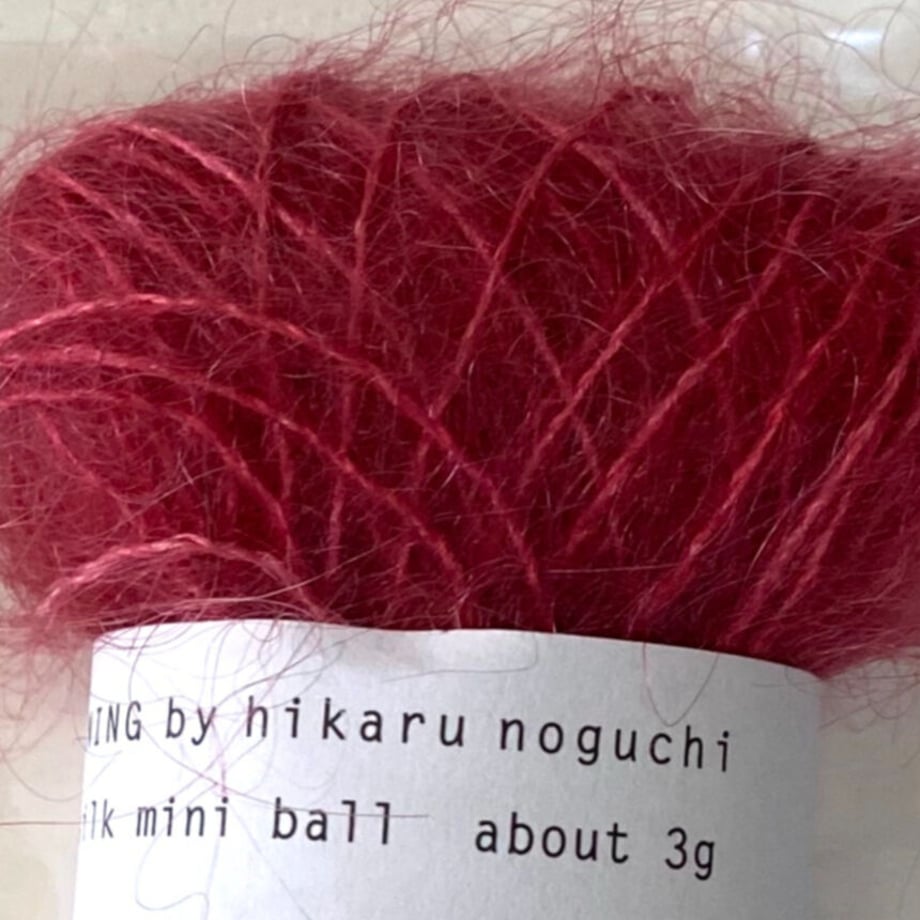 by hikaru noguchi
mini ball about 3g